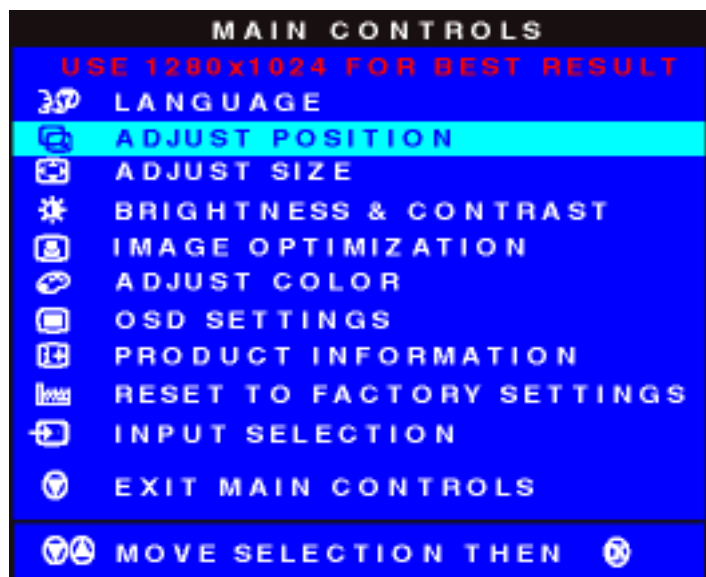 MAIN CONTROLS
USE 1280x1024 FOR BEST RESULT
LANGUAGE
ADJUST POSITION
ADJUST SIZE
BRIGHTNESS & CONTRAST
IMAGE OPTIMIZATION
ADJUST COLOR
OSD SETTINGS
PRODUCT INFORMATION
RESET TO FACTORY SETTINGS
INPUT SELECTION
EXIT MAIN CONTROLS
MOVE SELECTION THEN